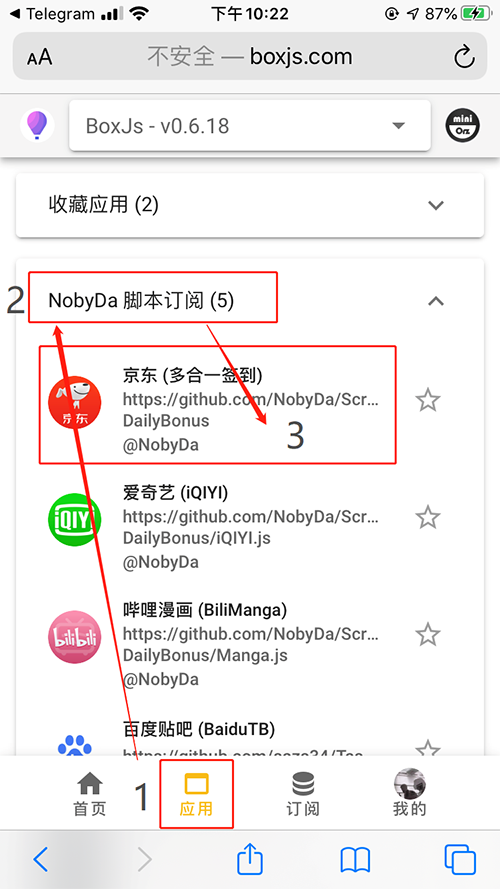 Telegram 下午10:22 87%
AA 不安全 — boxjs.com
BoxJs - v0.6.18
mini
Orz
收藏应用 (2)
2
NobyDa 脚本订阅 (5)
京东 (多合一签到)
https://github.com/NobyDa/Scr...
DailyBonus
@NobyDa
京东
3
爱奇艺 (iQIYI)
https://github.com/NobyDa/Scr...
DailyBonus/iQIYI.js
@NobyDa
iQIYI
哔哩漫画 (BiliManga)
https://github.com/NobyDa/Scr...
DailyBonus/Manga.js
@NobyDa
bilibili
百度贴吧 (BaiduTB)
1
首页 应用 订阅 我的